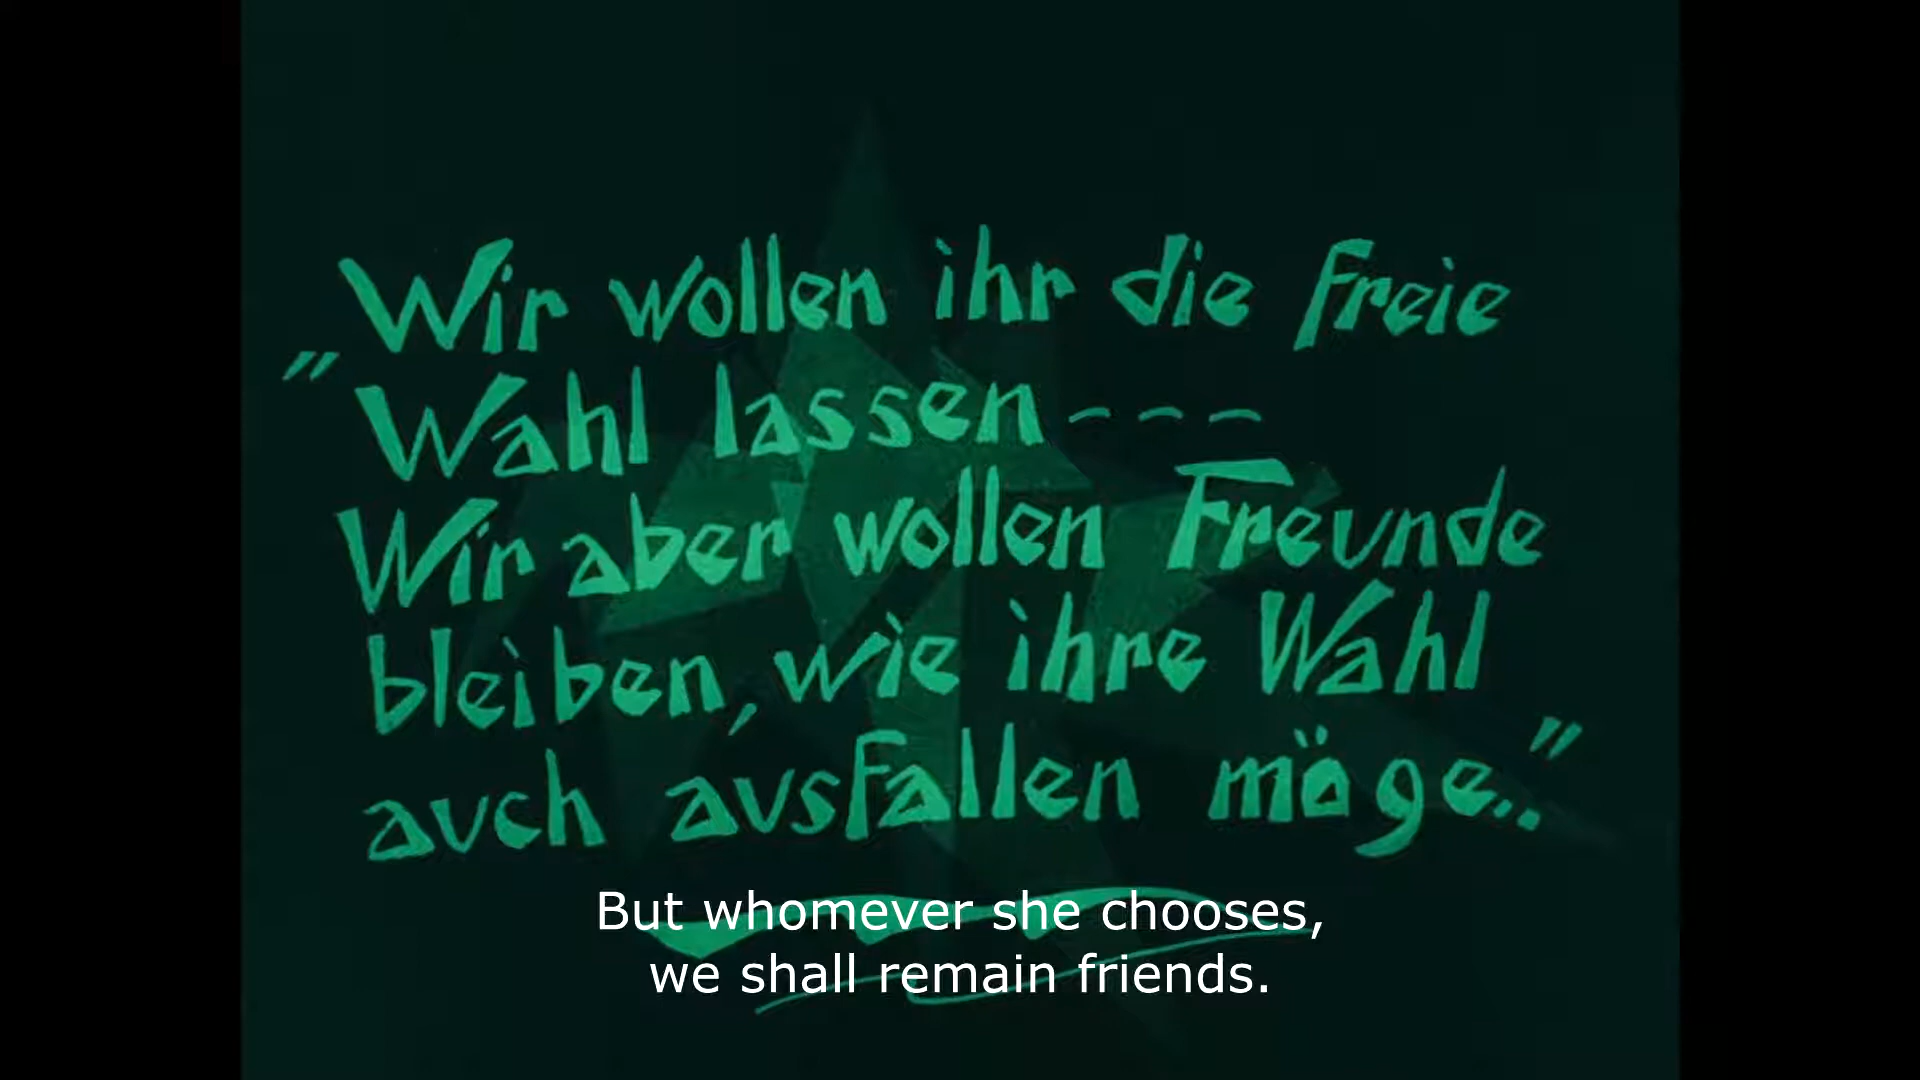 „Wir wollen ihr die freie
Wahl lassen - - -
Wir aber wollen Freunde
bleiben, wie ihre Wahl
auch ausfallen möge.."
But whomever she chooses,
we shall remain friends.